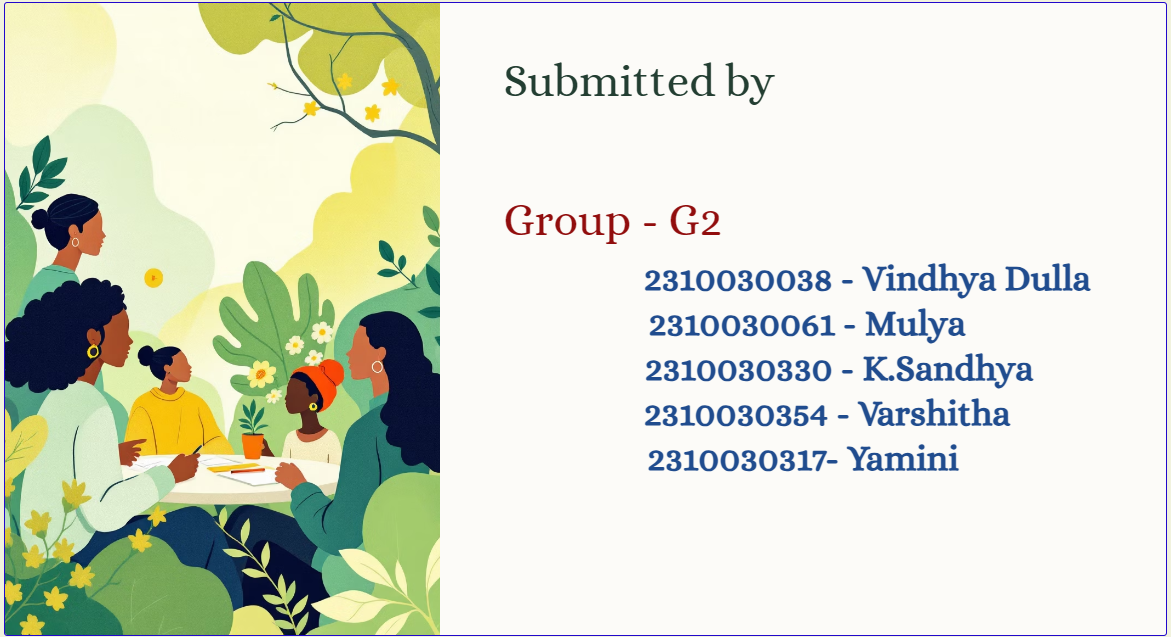 Submitted by
Group - G2
2310030038 - Vindhya Dulla
2310030061 - Mulya
2310030330 - K.Sandhya
2310030354 - Varshitha
2310030317- Yamini